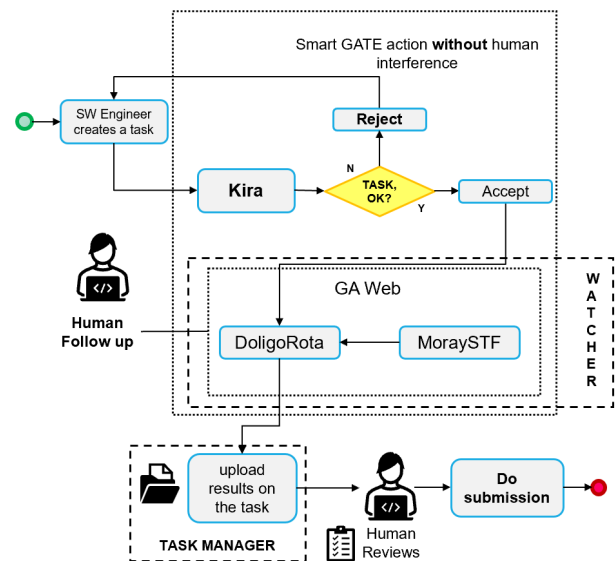 Smart GATE action without human
interference
SW Engineer
creates a task
Reject
Kira
N
TASK,
OK?
Y
Accept
GA Web
WATCHER
Human
Follow up
DoligoRota
MoraySTF
</>
upload
results on
the task
TASK MANAGER
</>
Human
Reviews
Do
submission